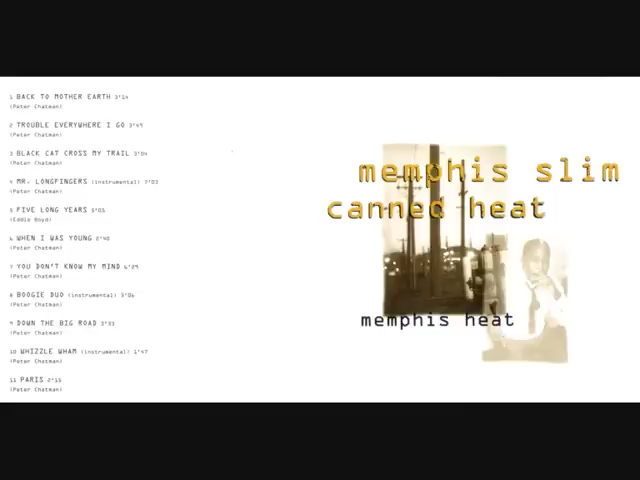 1 BACK TO MOTHER EARTH 3'14
(Peter Chatman)
2 TROUBLE EVERYWHERE I GO 3'49
(Peter Chatman)
3 BLACK CAT CROSS MY TRAIL 3'04
(Peter Chatman)
4 MR. LONGFINGERS (instrumental) 7'03
(Peter Chatman)
5 FIVE LONG YEARS 5'05
(Eddie Boyd)
6 WHEN I WAS YOUNG 2'40
(Peter Chatman)
7 YOU DON'T KNOW MY MIND 6'29
(Peter Chatman)
8 BOOGIE DUO (instrumental) 3'06
(Peter Chatman)
9 DOWN THE BIG ROAD 3'33
(Peter Chatman)
10 WHIZZLE WHAM (instrumental) 1'47
(Peter Chatman)
11 PARIS 2'15
(Peter Chatman)
memphis slim
canned heat
memphis heat